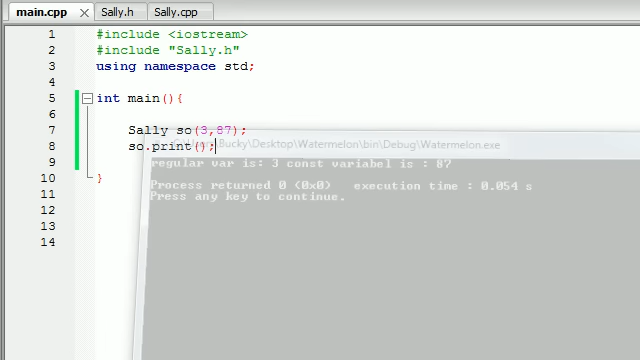 main.cpp Sally.h Sally.cpp
1 #include <iostream>
2 #include "Sally.h"
3 using namespace std;
4
5 int main(){
6
7 Sally so(3,87);
8 so.print();
\Bucky\Desktop\Watermelon\bin\Debug\Watermelon.exe
9
regular var is: 3 const variabel is : 87
10 }
Process returned 0 (0x0) execution time : 0.054 s
11
Press any key to continue.
12
13
14